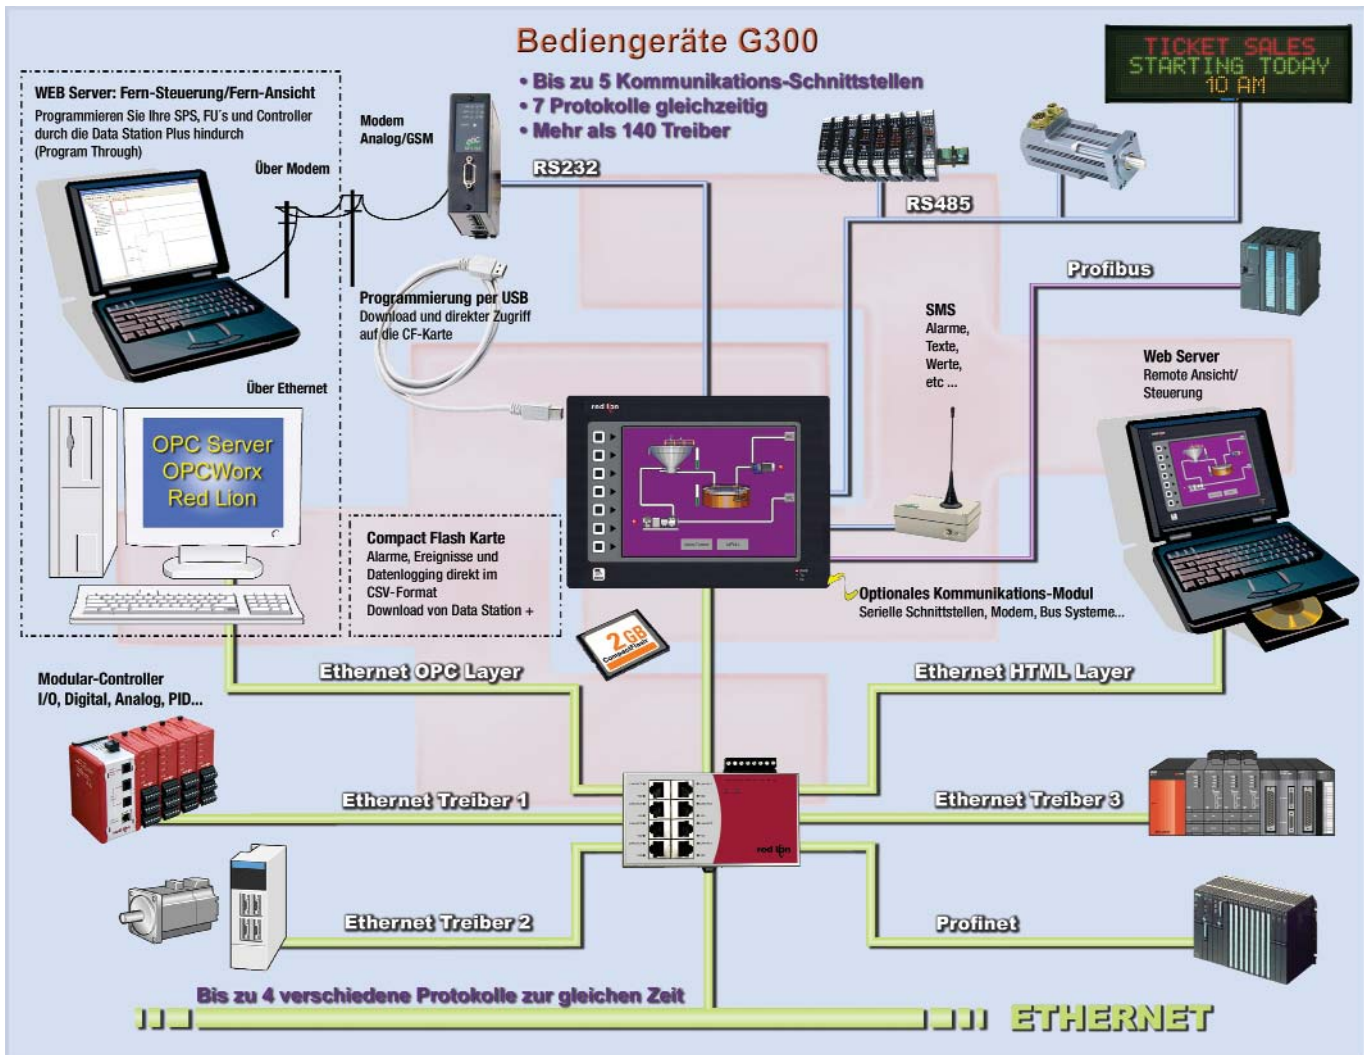 Bediengeräte G300
• Bis zu 5 Kommunikations-Schnittstellen
• 7 Protokolle gleichzeitig
• Mehr als 140 Treiber
TICKET SALES
STARTING TODAY
10 AM
WEB Server: Fern-Steuerung/Fern-Ansicht
Programmieren Sie Ihre SPS, FU´s und Controller
durch die Data Station Plus hindurch
(Program Through)
Über Modem
Modem
Analog/GSM
RS232
RS485
Profibus
Programmierung per USB
Download und direkter Zugriff
auf die CF-Karte
SMS
Alarme,
Texte,
Werte,
etc ...
Web Server
Remote Ansicht/
Steuerung
Über Ethernet
OPC Server
OPCWorx
Red Lion
red lion
Compact Flash Karte
Alarme, Ereignisse und
Datenlogging direkt im
CSV-Format
Download von Data Station +
Optionales Kommunikations-Modul
Serielle Schnittstellen, Modem, Bus Systeme...
2 GB
CompactFlash
Ethernet OPC Layer
Ethernet HTML Layer
Modular-Controller
I/O, Digital, Analog, PID...
Ethernet Treiber 1
Ethernet Treiber 3
red lion
red lion
Ethernet Treiber 2
Profinet
Bis zu 4 verschiedene Protokolle zur gleichen Zeit
ETHERNET